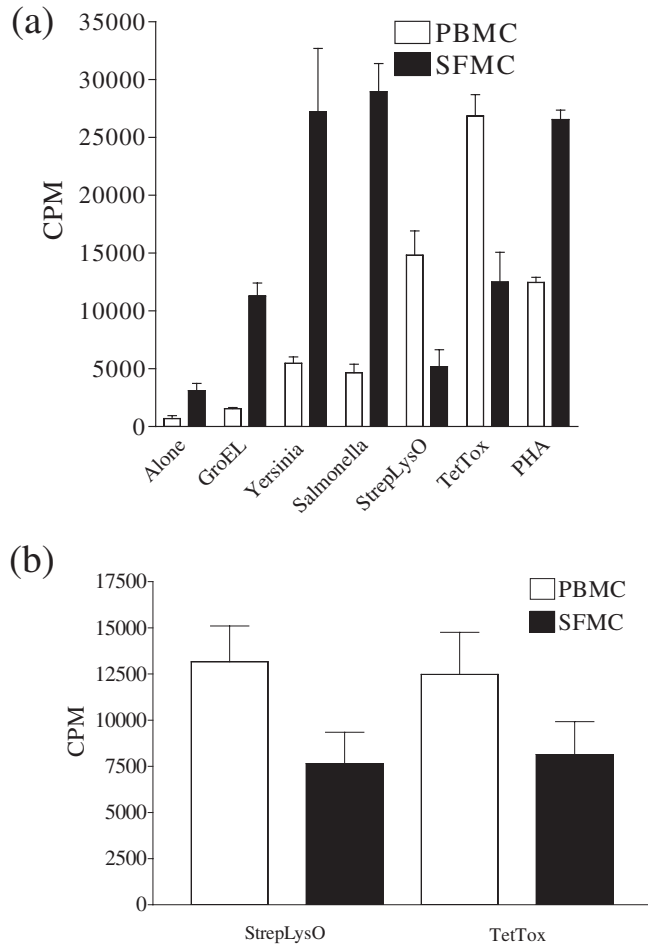 (a)
PBMC
SFMC
CPM
35000
30000
25000
20000
15000
10000
5000
0
Alone
GroEL
Yersinia
Salmonella
StrepLysO
TetTox
PHA
(b)
PBMC
SFMC
CPM
17500
15000
12500
10000
7500
5000
2500
0
StrepLysO
TetTox